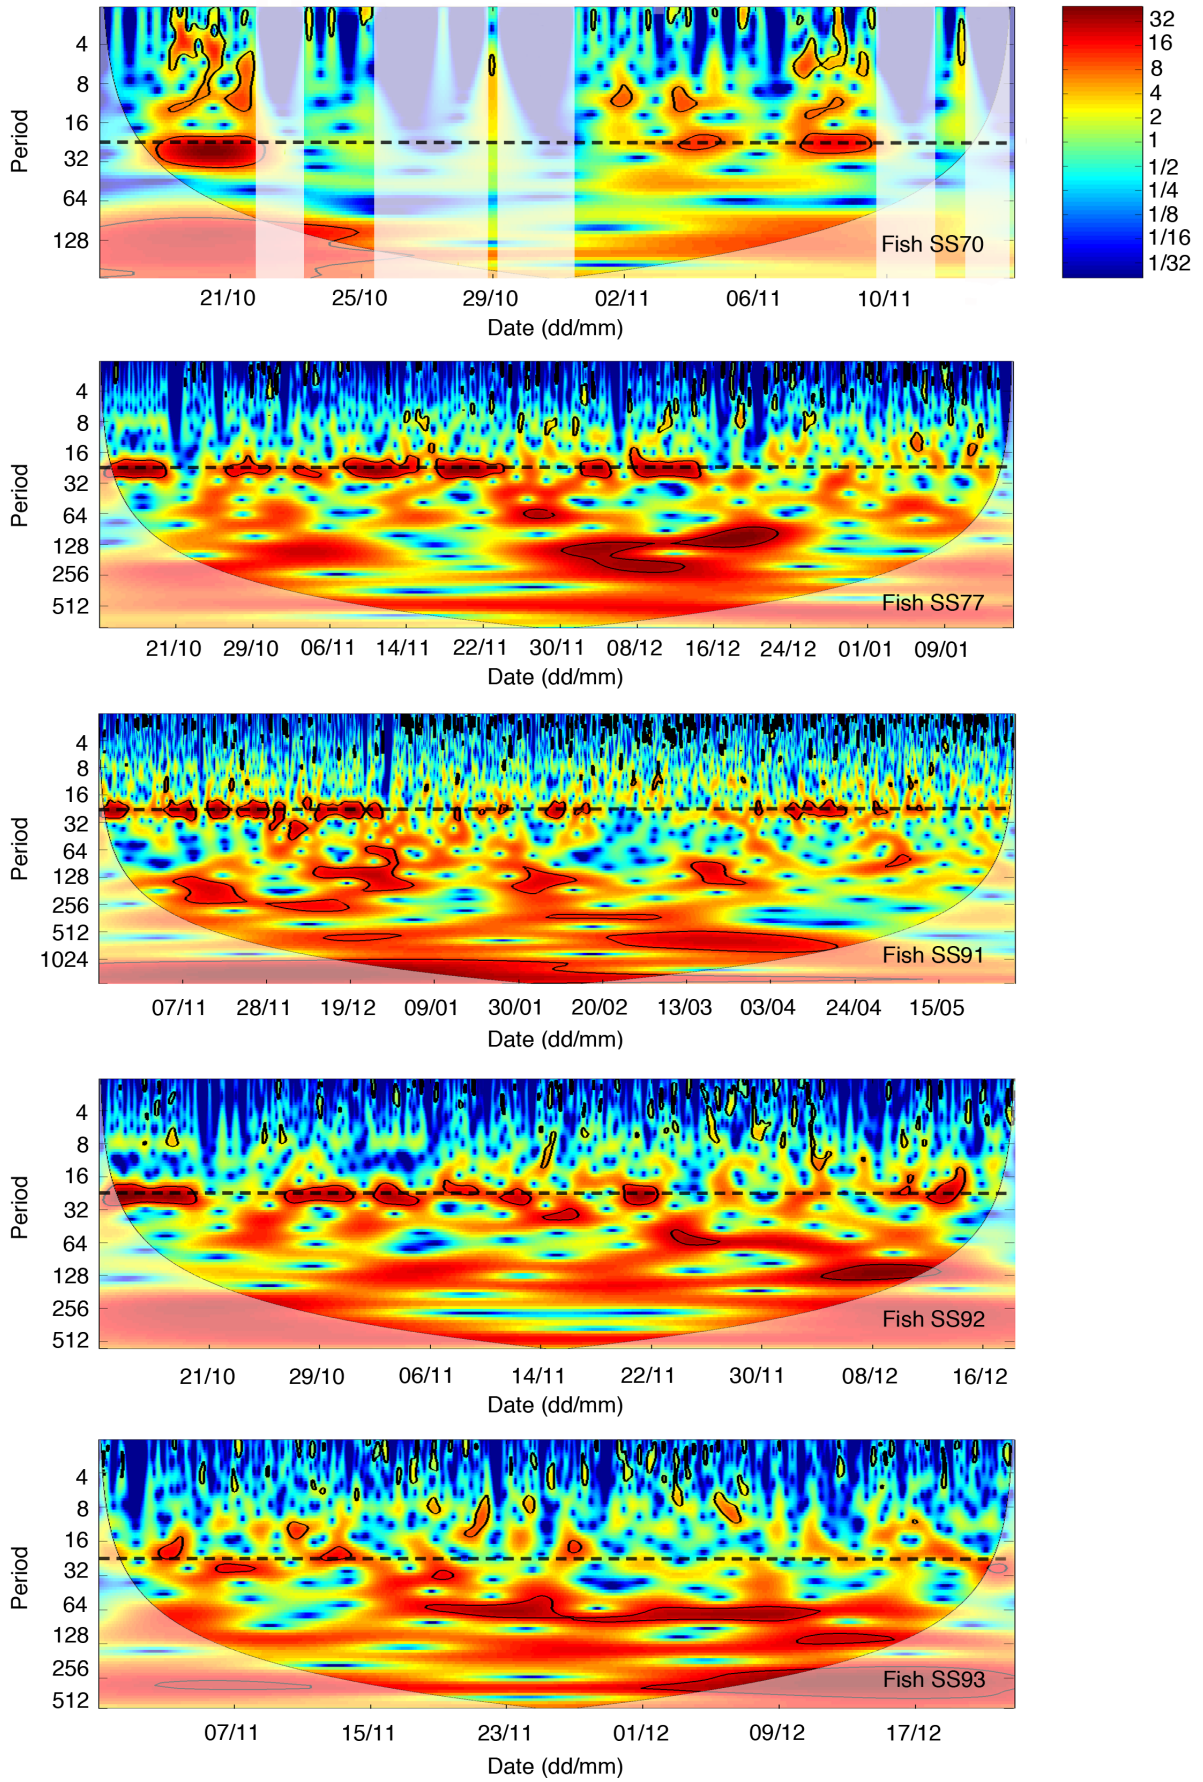 Period
4
8
16
32
64
128
Fish SS70
21/10 25/10 29/10 02/11 06/11 10/11
Date (dd/mm)
32
16
8
4
2
1
1/2
1/4
1/8
1/16
1/32
Period
4
8
16
32
64
128
256
512
Fish SS77
21/10 29/10 06/11 14/11 22/11 30/11 08/12 16/12 24/12 01/01 09/01
Date (dd/mm)
Period
4
8
16
32
64
128
256
512
1024
Fish SS91
07/11 28/11 19/12 09/01 30/01 20/02 13/03 03/04 24/04 15/05
Date (dd/mm)
Period
4
8
16
32
64
128
256
512
Fish SS92
21/10 29/10 06/11 14/11 22/11 30/11 08/12 16/12
Date (dd/mm)
Period
4
8
16
32
64
128
256
512
Fish SS93
07/11 15/11 23/11 01/12 09/12 17/12
Date (dd/mm)